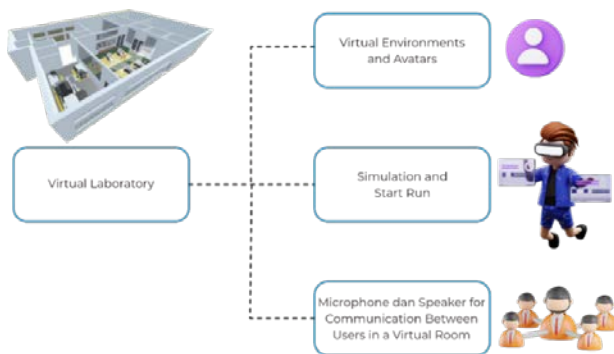 Virtual Environments
and Avatars
Virtual Laboratory
Simulation and
Start Run
Microphone dan Speaker for
Communication Between
Users in a Virtual Room